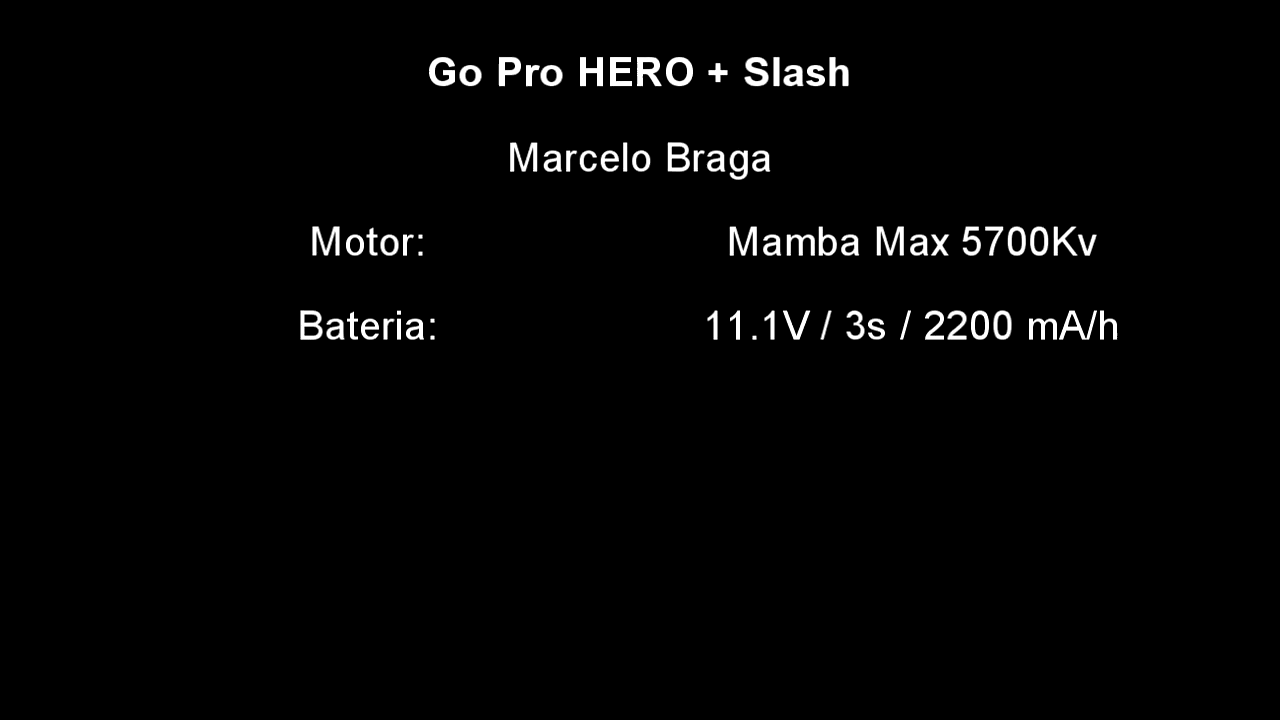 Go Pro HERO + Slash
Marcelo Braga
Motor: Mamba Max 5700Kv
Bateria: 11.1V / 3s / 2200 mA/h